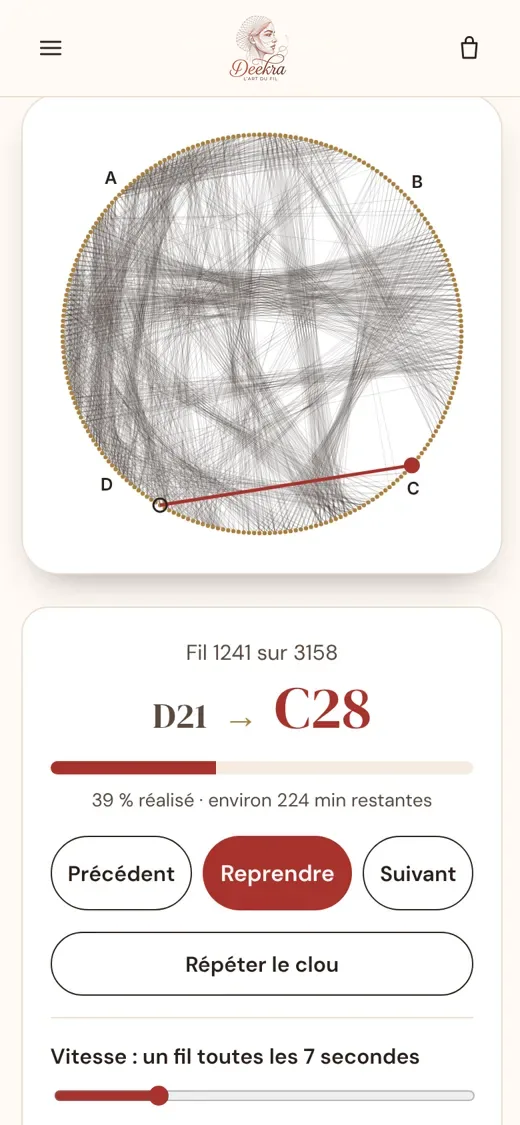 Deekra
L'ART DU FIL
A
B
D
C
Fil 1241 sur 3158
D21 → C28
39 % réalisé · environ 224 min restantes
Précédent Reprendre Suivant
Répéter le clou
Vitesse : un fil toutes les 7 secondes